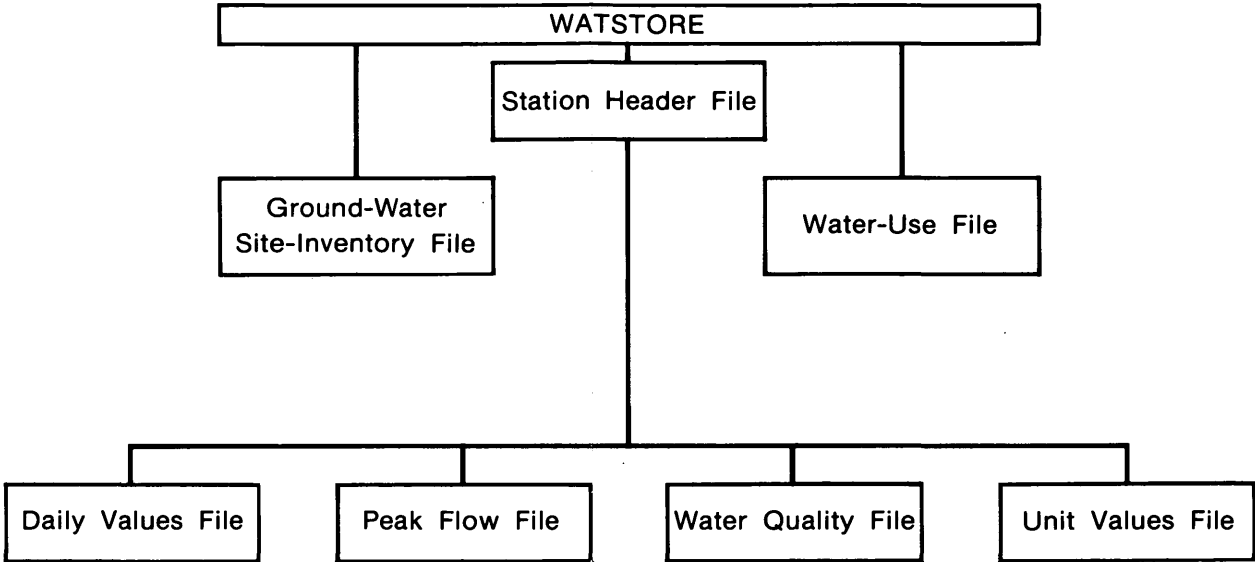 WATSTORE
Station Header File
Ground-Water
Site-Inventory File
Water-Use File
Daily Values File
Peak Flow File
Water Quality File
Unit Values File